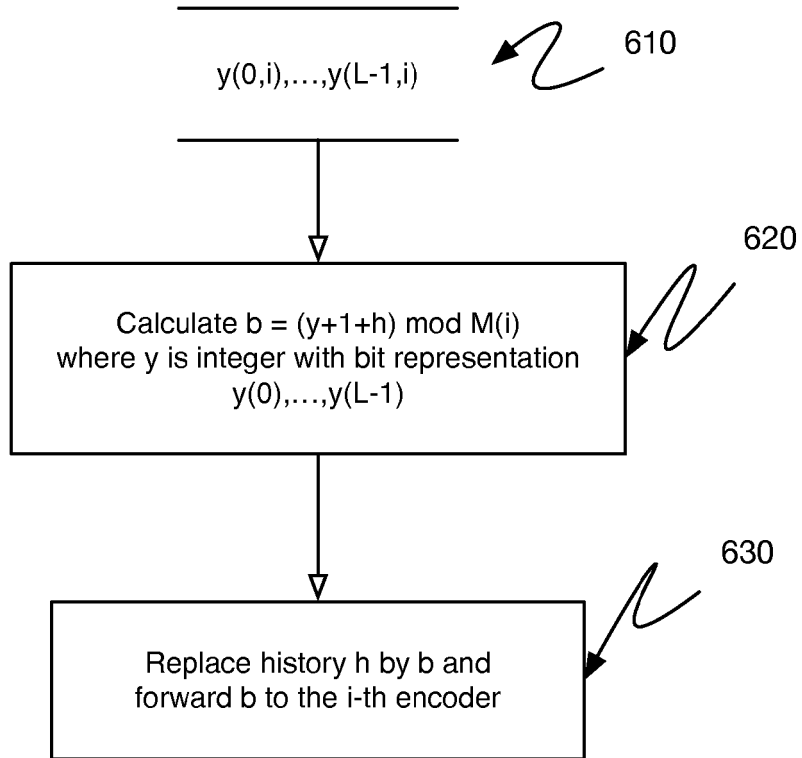 y(0,i),...,y(L-1,i)
610
620
Calculate b = (y+1+h) mod M(i)
where y is integer with bit representation
y(0),...,y(L-1)
630
Replace history h by b and
forward b to the i-th encoder